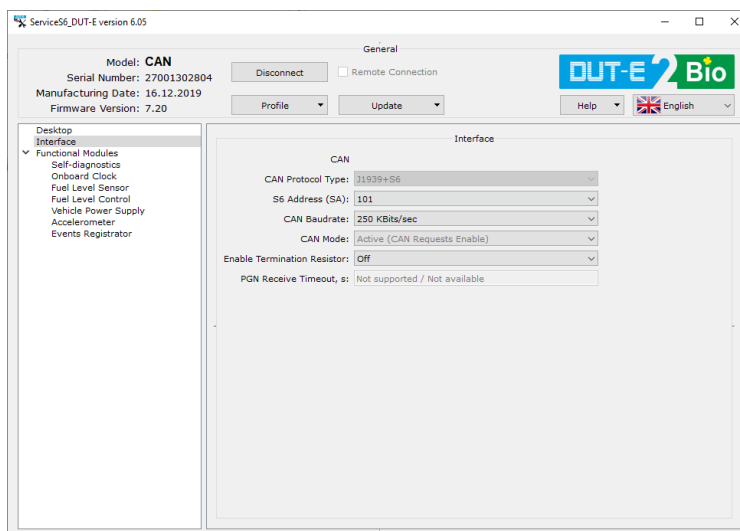 ServiceS6_DUT-E version 6.05
General
Model: CAN
Serial Number: 27001302804
Manufacturing Date: 16.12.2019
Firmware Version: 7.20
Disconnect
Remote Connection
Profile
Update
DUT-E 2 Bio
Help
English
Desktop
Interface
Functional Modules
Self-diagnostics
Onboard Clock
Fuel Level Sensor
Fuel Level Control
Vehicle Power Supply
Accelerometer
Events Registrator
Interface
CAN
CAN Protocol Type: J1939+S6
S6 Address (SA): 101
CAN Baudrate: 250 KBits/sec
CAN Mode: Active (CAN Requests Enable)
Enable Termination Resistor: Off
PGN Receive Timeout, s: Not supported / Not available